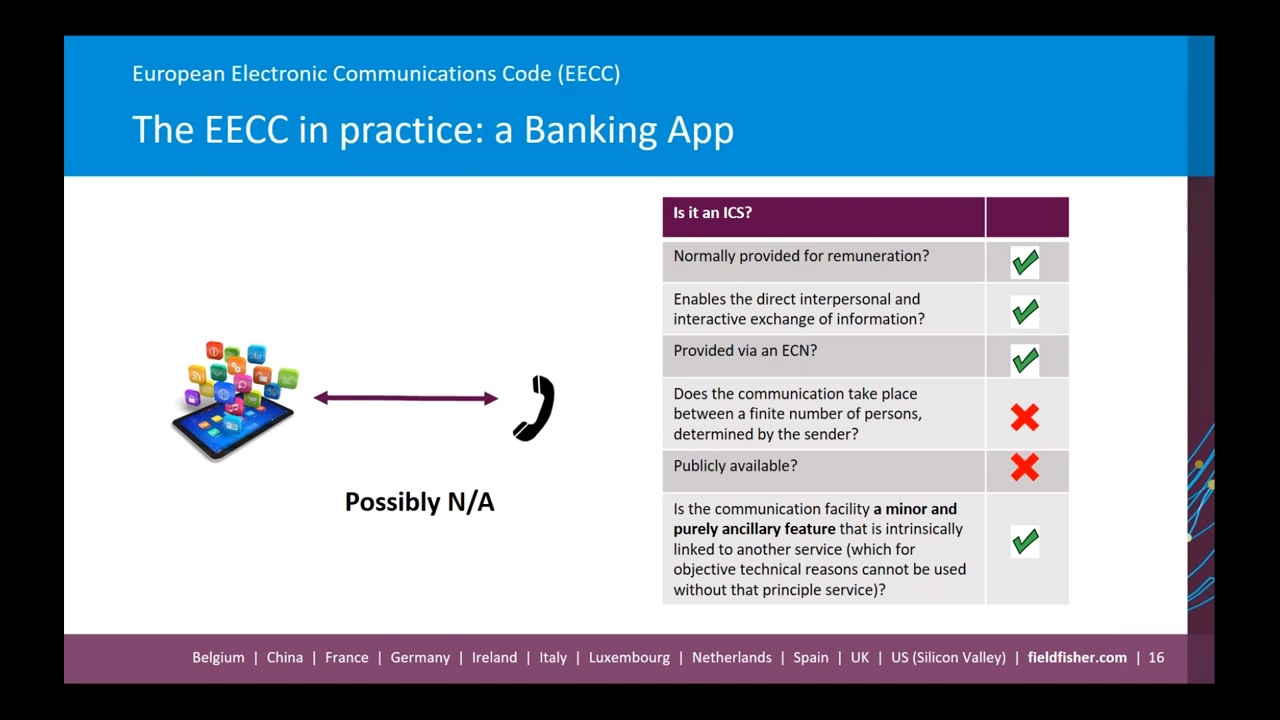 European Electronic Communications Code (EECC)
The EECC in practice: a Banking App
Is it an ICS?
Normally provided for remuneration?
Enables the direct interpersonal and
interactive exchange of information?
Provided via an ECN?
Does the communication take place
between a finite number of persons,
determined by the sender?
Publicly available?
Is the communication facility a minor and
purely ancillary feature that is intrinsically
linked to another service (which for
objective technical reasons cannot be used
without that principle service)?
Possibly N/A
Belgium | China | France | Germany | Ireland | Italy | Luxembourg | Netherlands | Spain | UK | US (Silicon Valley) | fieldfisher.com | 16